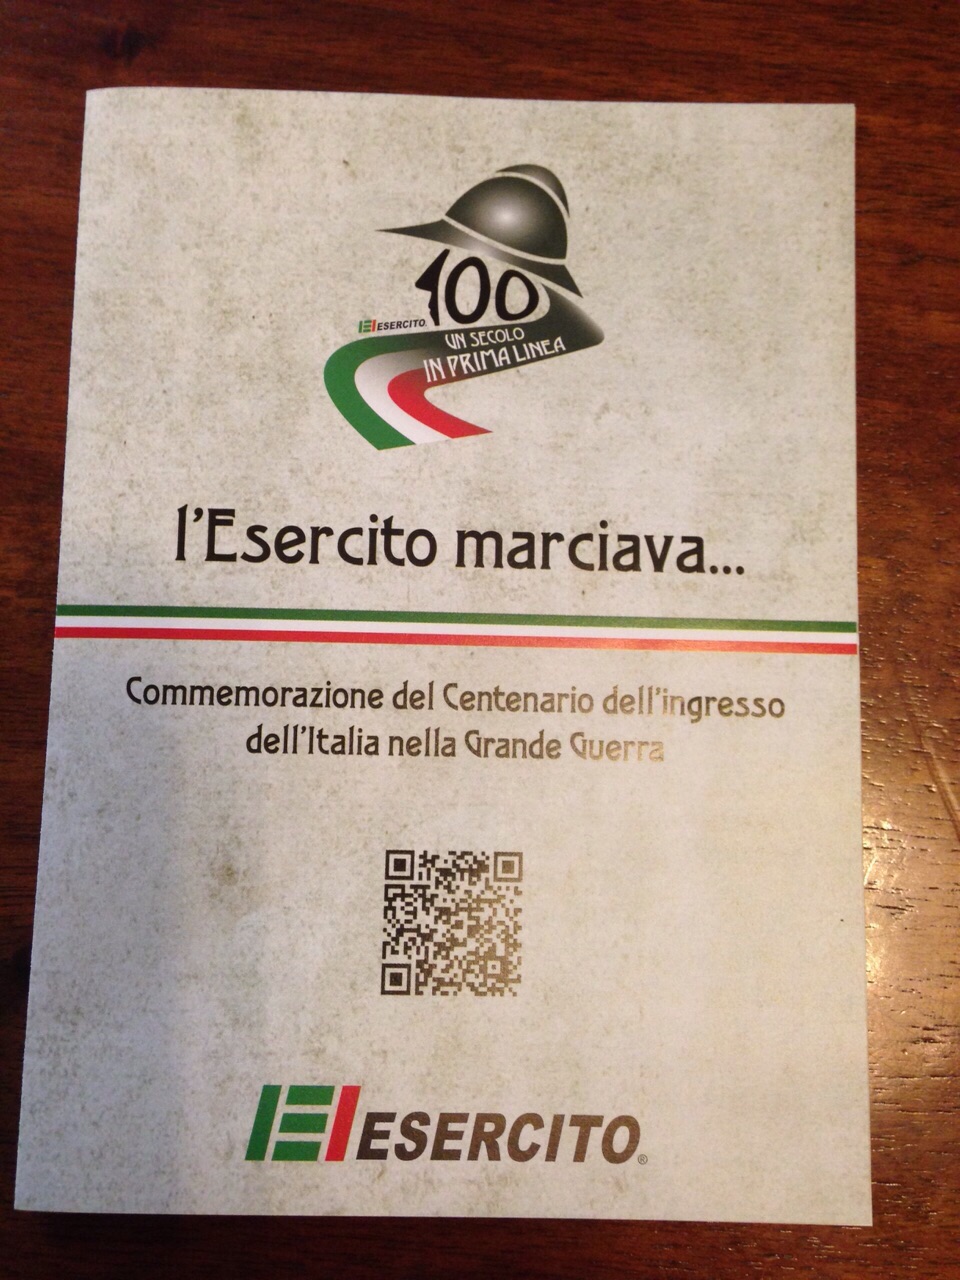 100
ESERCITO
UN SECOLO
IN PRIMA LINEA
l'Esercito marciava...
Commemorazione del Centenario dell'ingresso
dell'Italia nella Grande Guerra
ESERCITO®